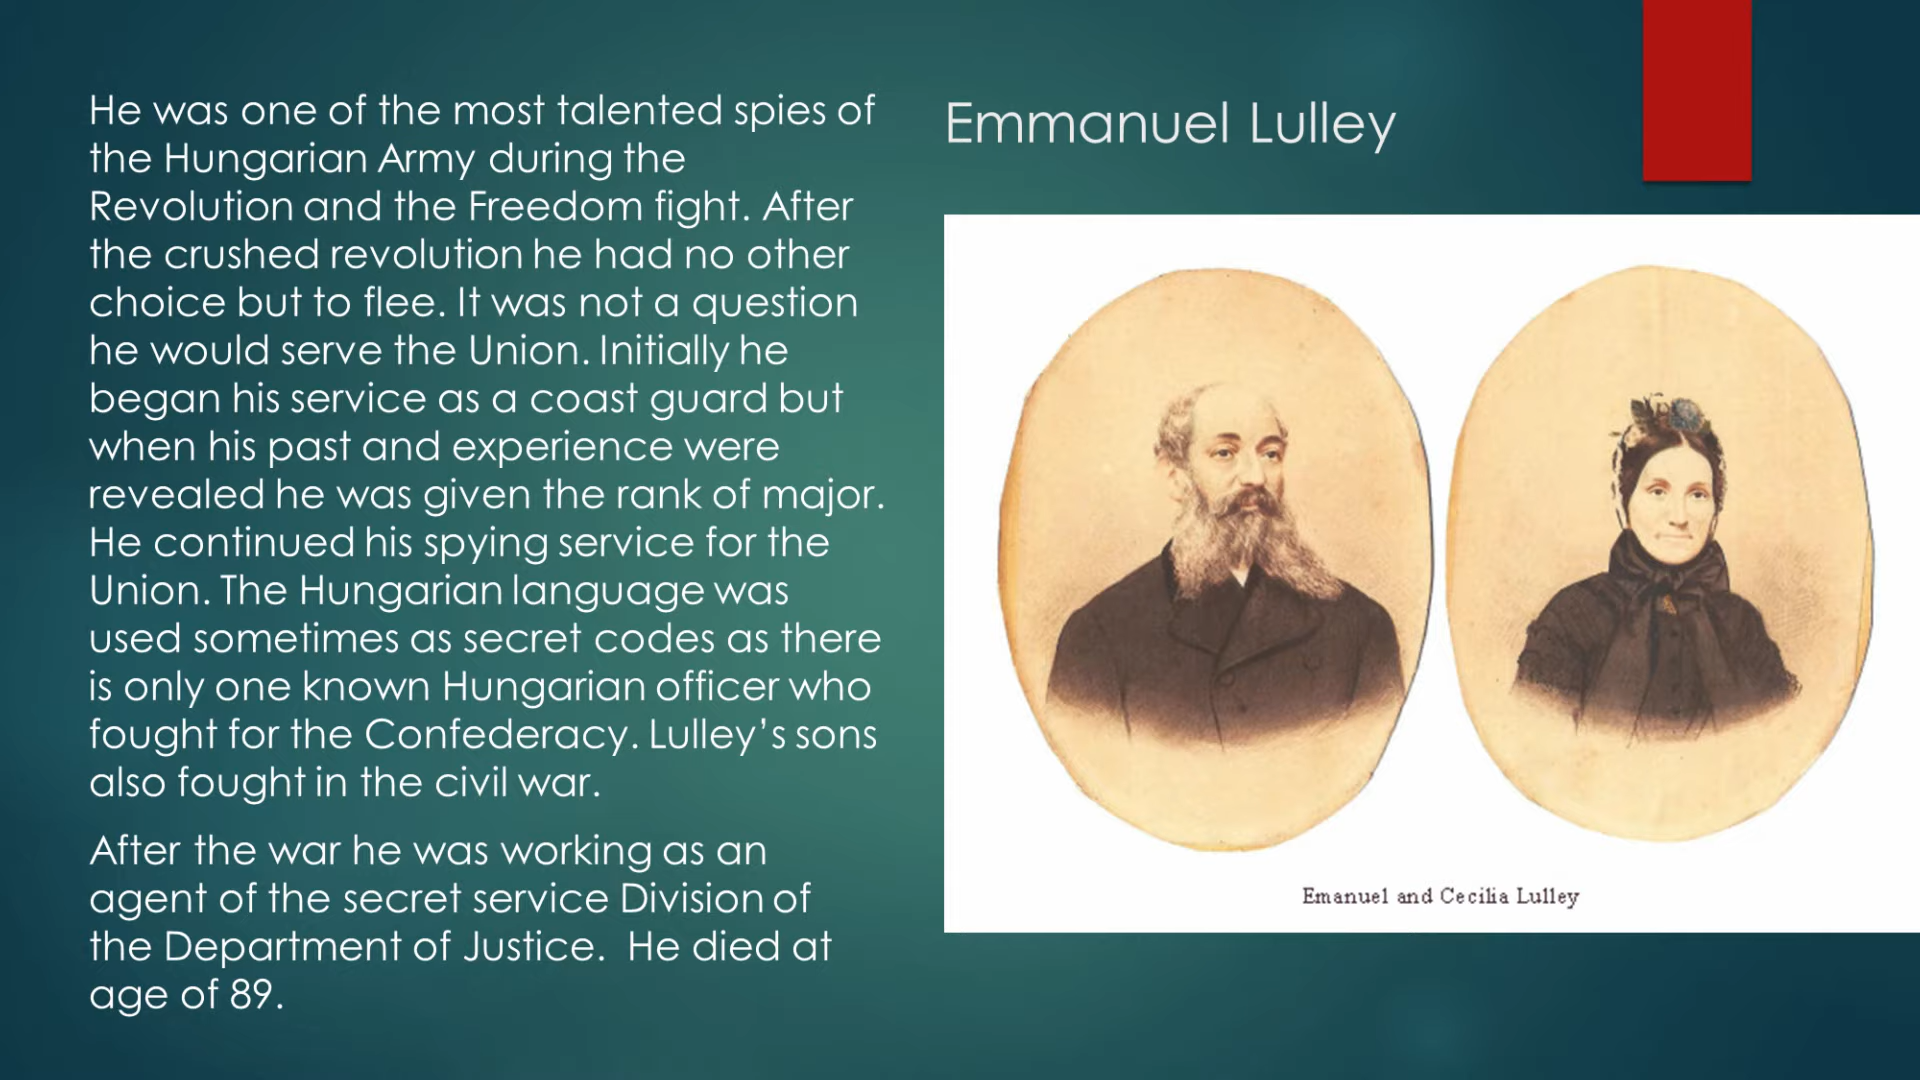 He was one of the most talented spies of
the Hungarian Army during the
Revolution and the Freedom fight. After
the crushed revolution he had no other
choice but to flee. It was not a question
he would serve the Union. Initially he
began his service as a coast guard but
when his past and experience were
revealed he was given the rank of major.
He continued his spying service for the
Union. The Hungarian language was
used sometimes as secret codes as there
is only one known Hungarian officer who
fought for the Confederacy. Lulley's sons
also fought in the civil war.
After the war he was working as an
agent of the secret service Division of
the Department of Justice.  He died at
age of 89.
Emmanuel Lulley
Emanuel and Cecilia Lulley